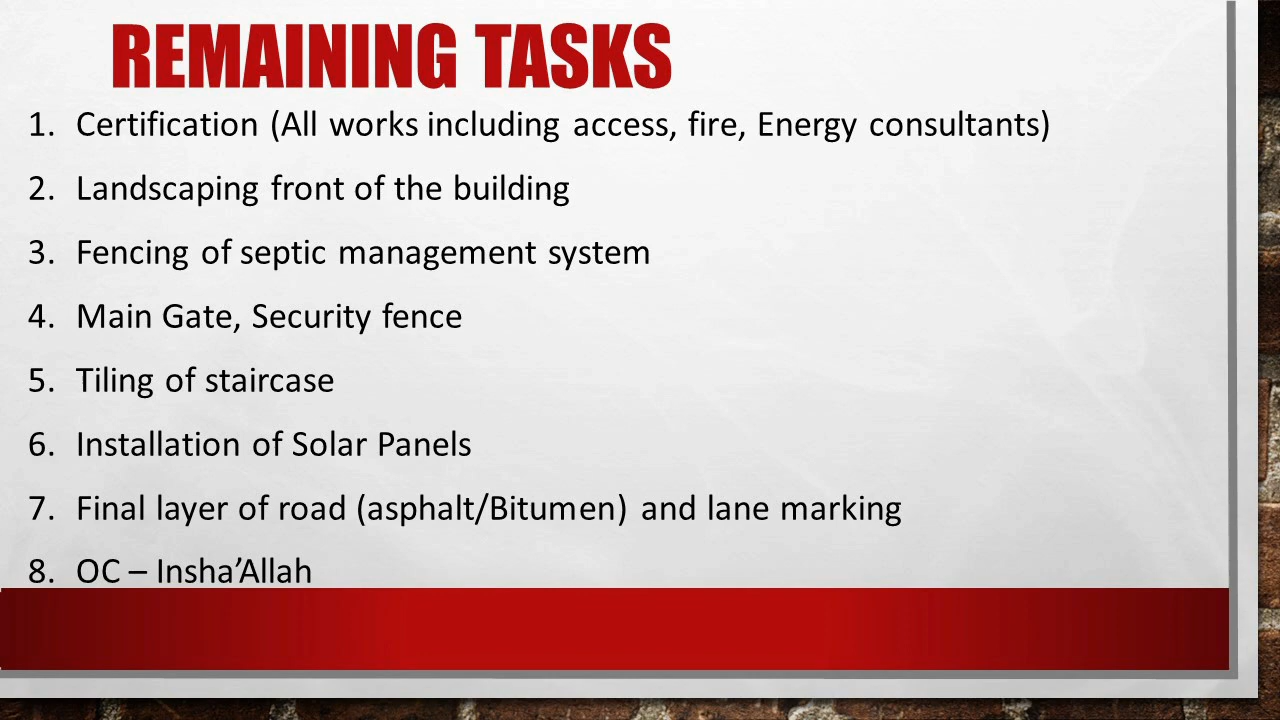 REMAINING TASKS
1. Certification (All works including access, fire, Energy consultants)
2. Landscaping front of the building
3. Fencing of septic management system
4. Main Gate, Security fence
5. Tiling of staircase
6. Installation of Solar Panels
7. Final layer of road (asphalt/Bitumen) and lane marking
8. OC – Insha’Allah